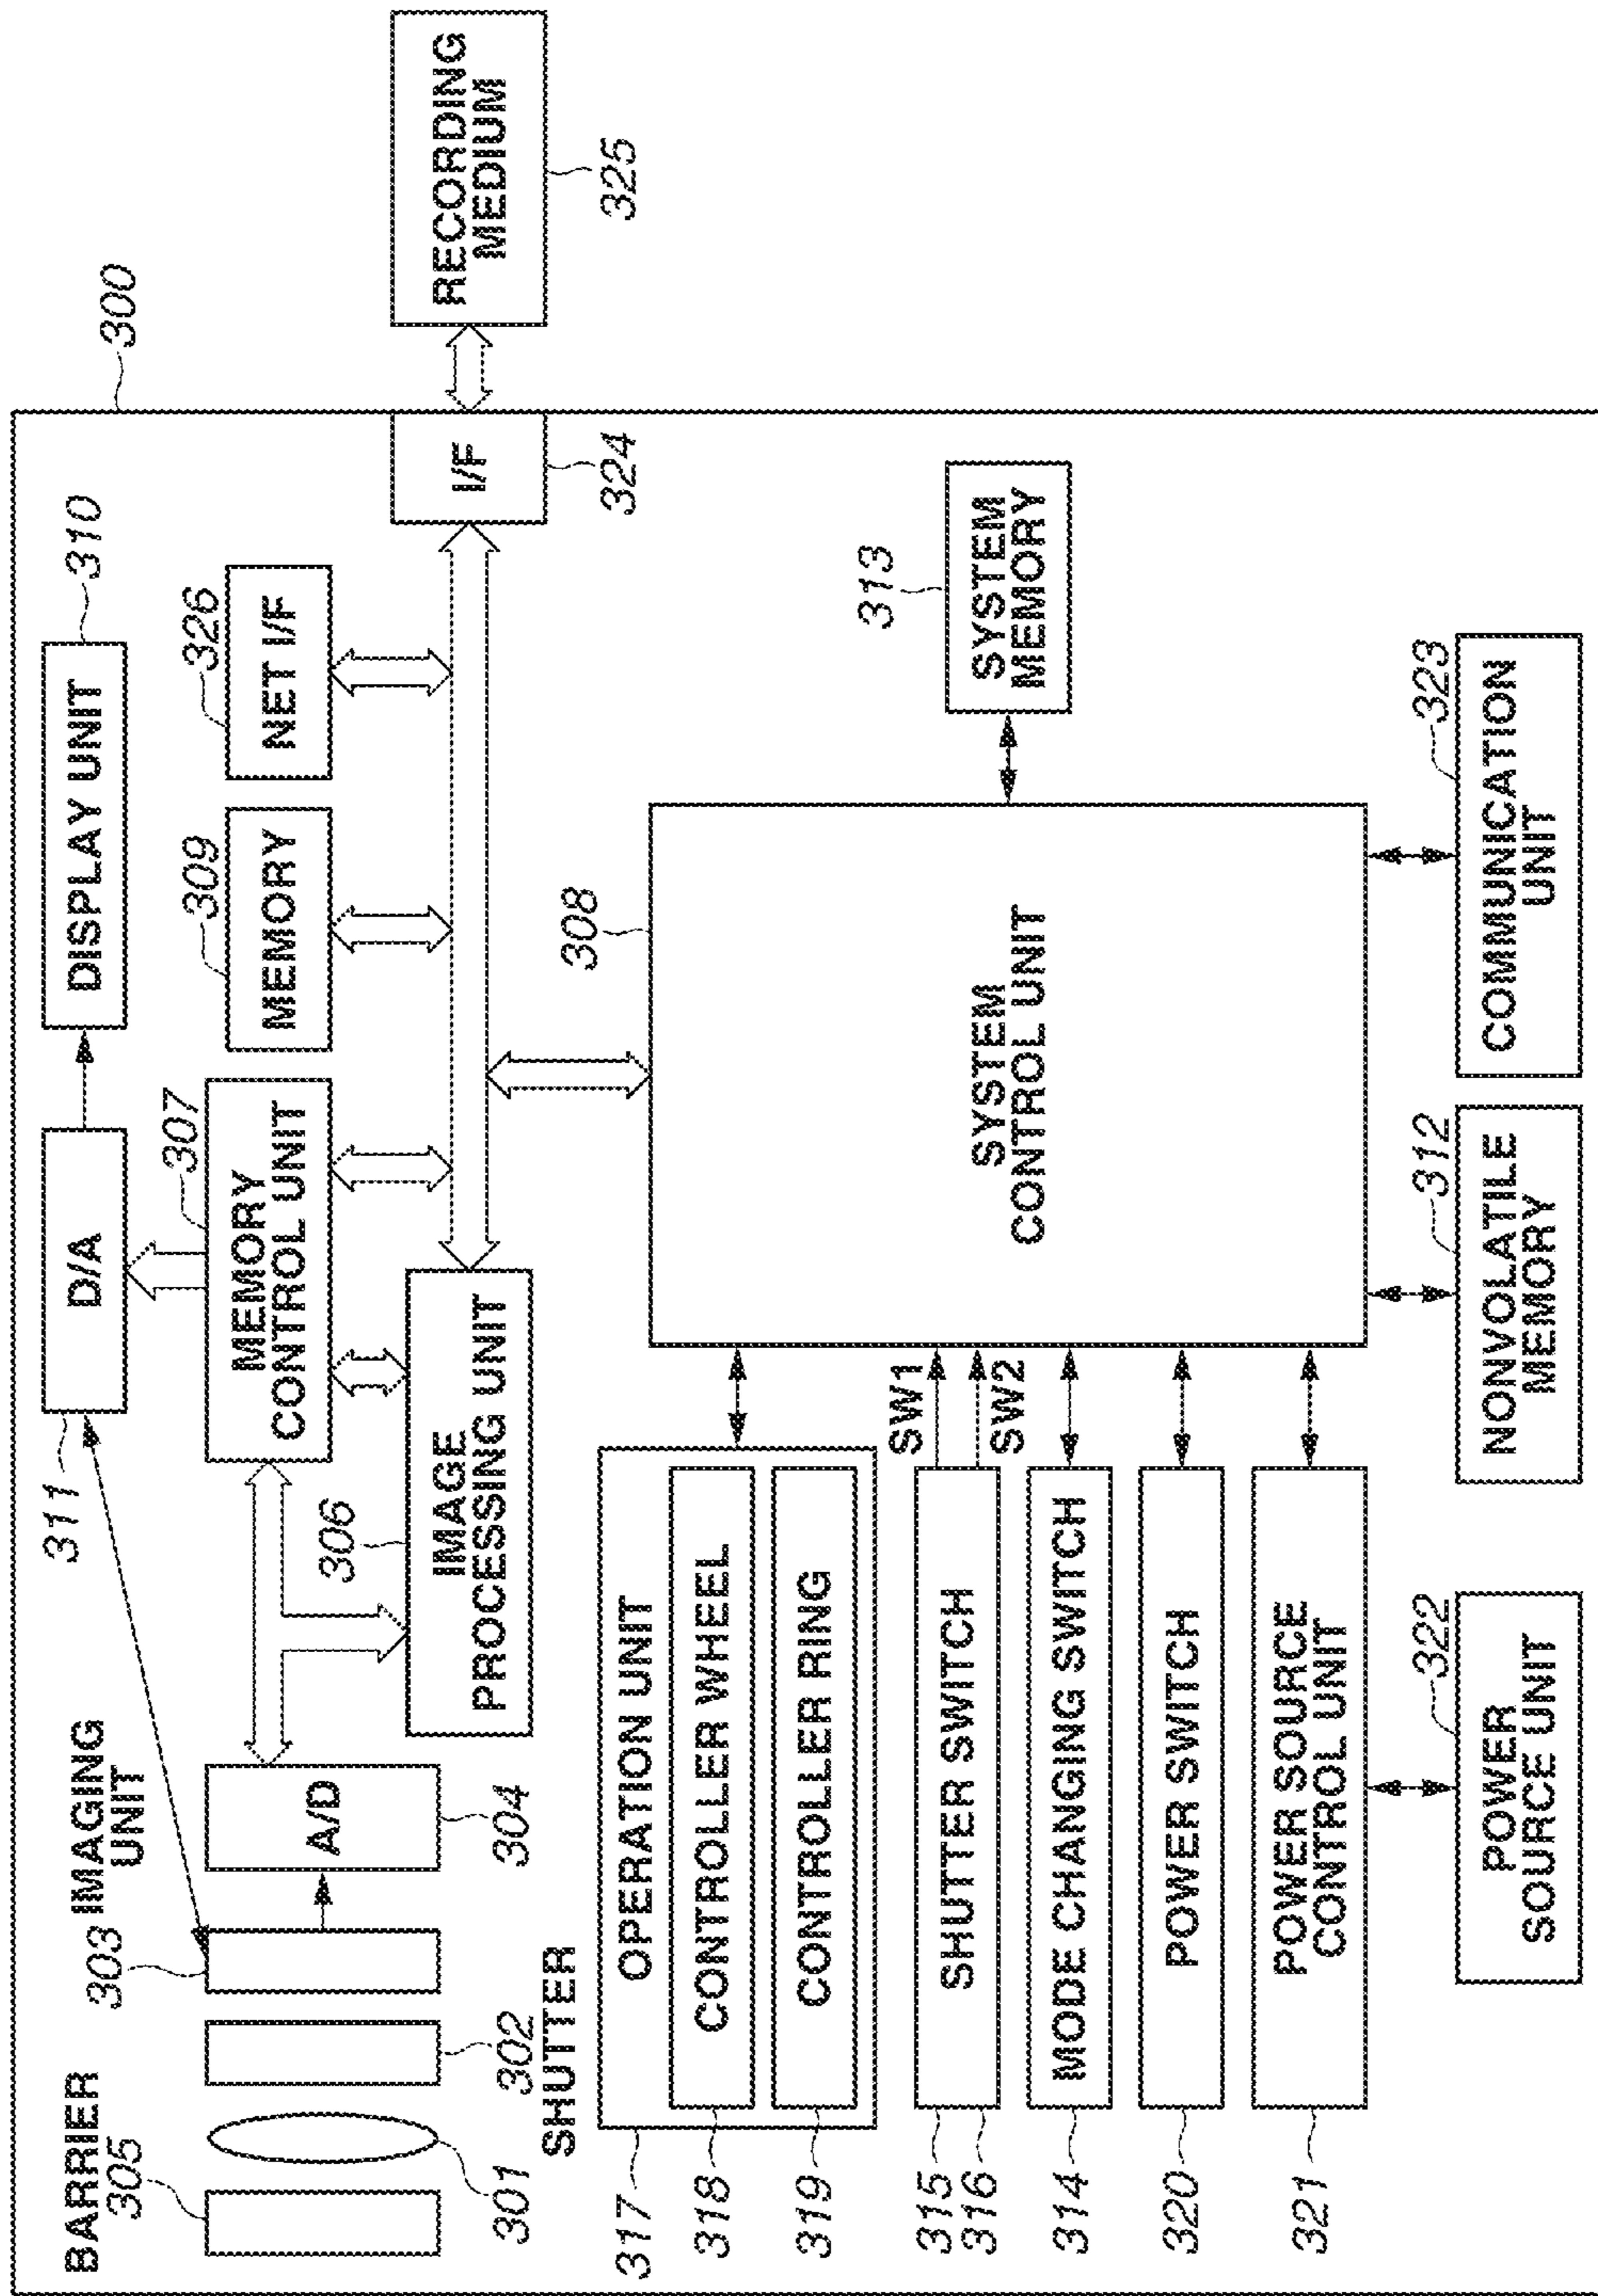 300
BARRIER
305
301
302
SHUTTER
IMAGING
UNIT
303
A/D
304
311
D/A
DISPLAY UNIT
310
307
MEMORY
CONTROL UNIT
309
MEMORY
326
NET I/F
306
IMAGE
PROCESSING UNIT
I/F
324
RECORDING
MEDIUM
325
317
OPERATION UNIT
318
CONTROLLER WHEEL
319
CONTROLLER RING
315
316
SHUTTER SWITCH
SW1
SW2
314
MODE CHANGING SWITCH
320
POWER SWITCH
321
POWER SOURCE
CONTROL UNIT
308
SYSTEM
CONTROL UNIT
313
SYSTEM
MEMORY
322
POWER
SOURCE UNIT
312
NONVOLATILE
MEMORY
323
COMMUNICATION
UNIT